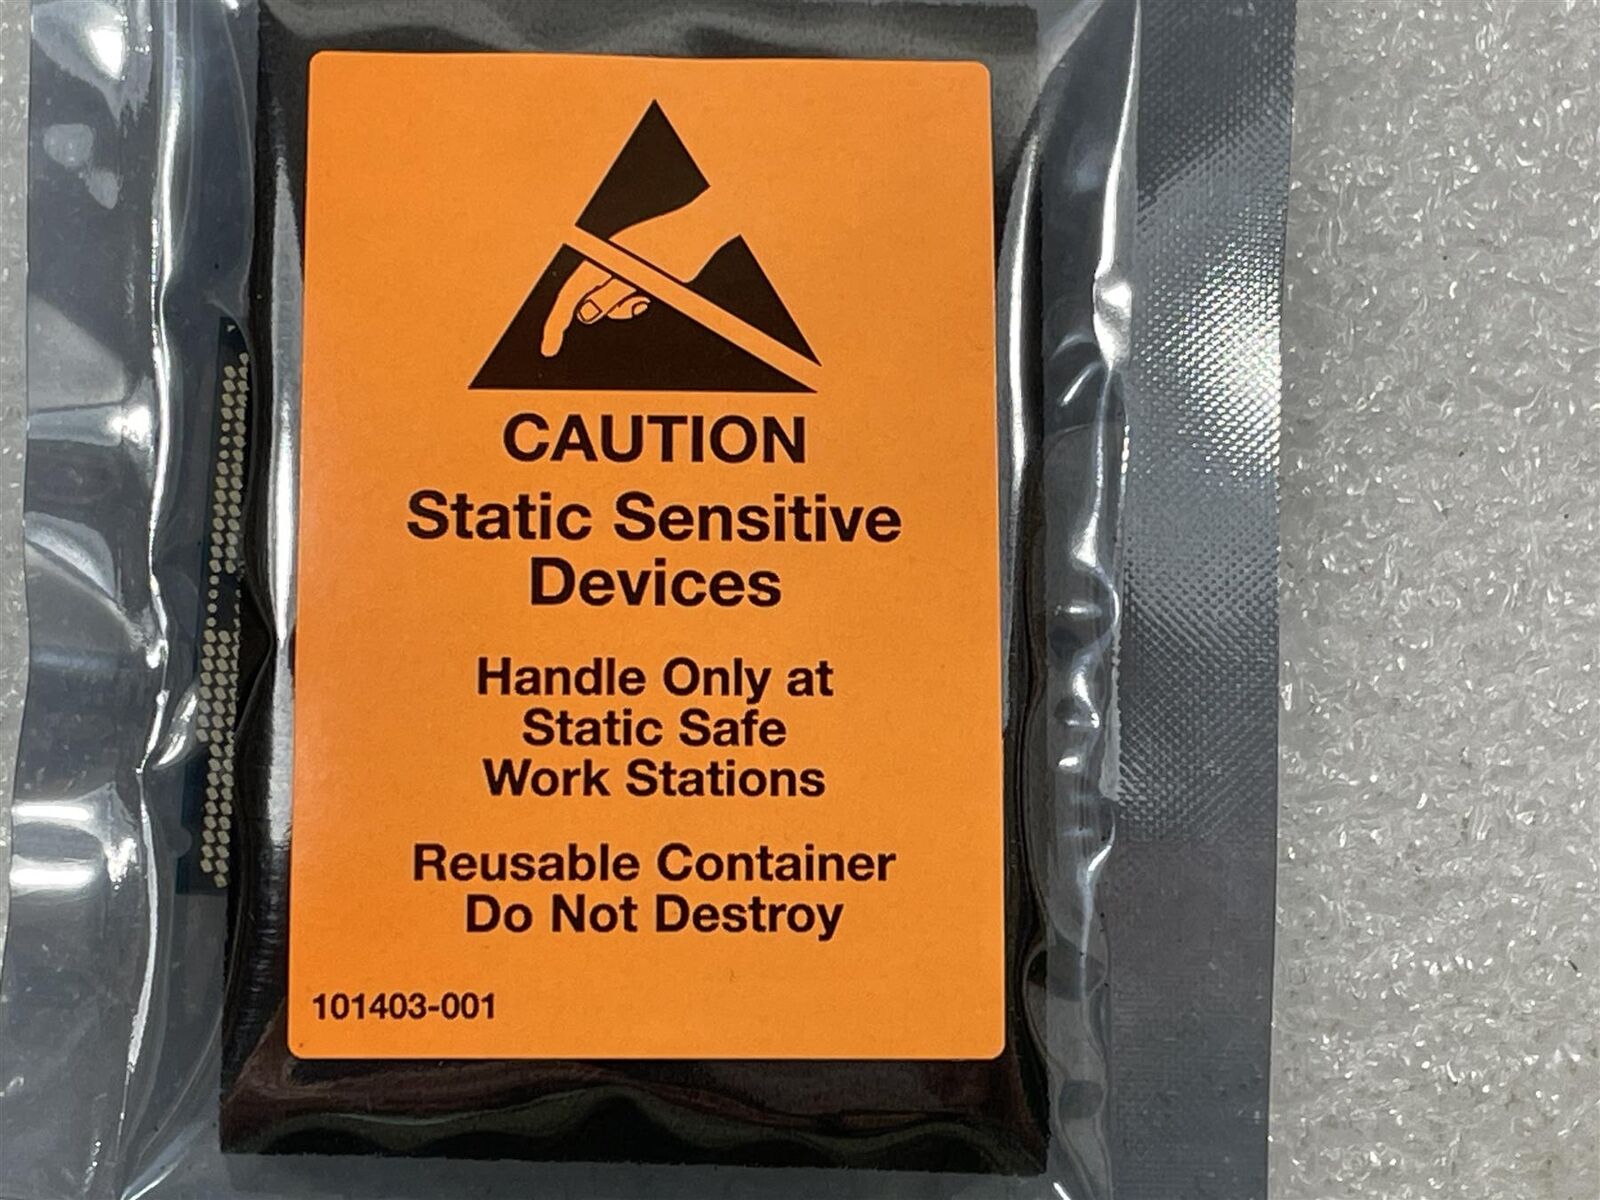 CAUTION
Static Sensitive
Devices
Handle Only at
Static Safe
Work Stations
Reusable Container
Do Not Destroy
101403-001